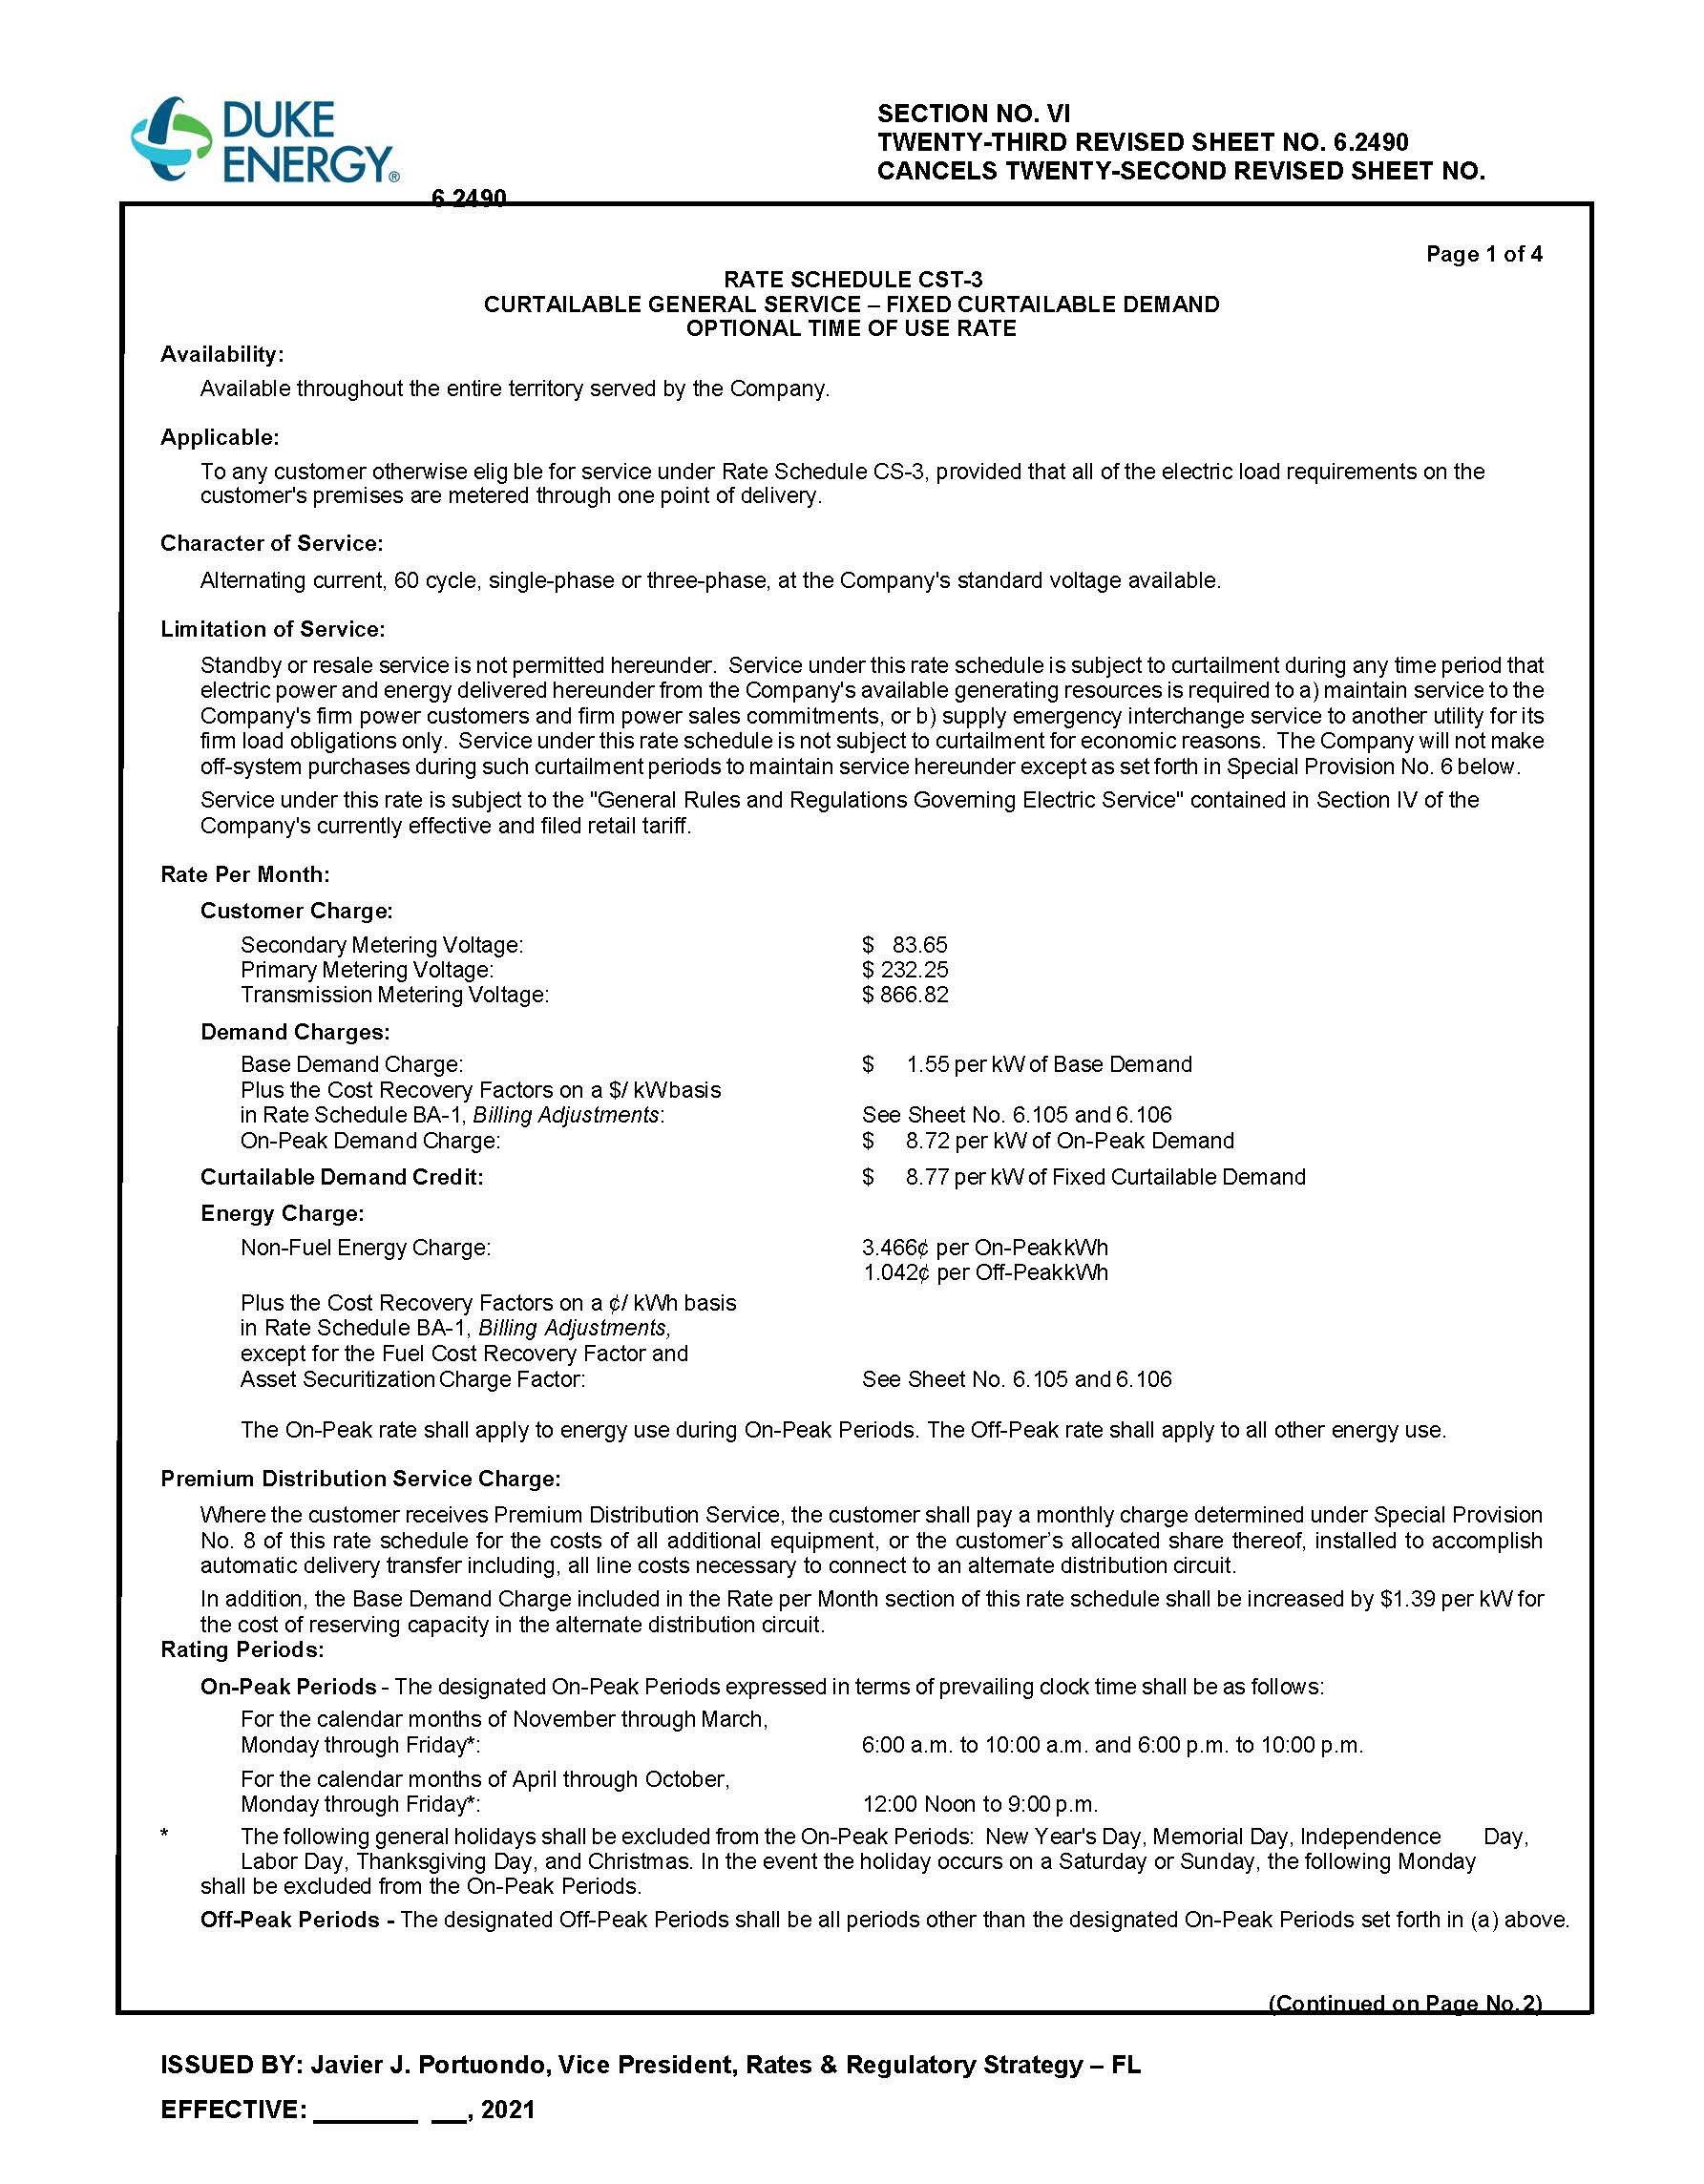 DUKE
ENERGY®
SECTION NO. VI
TWENTY-THIRD REVISED SHEET NO. 6.2490
CANCELS TWENTY-SECOND REVISED SHEET NO.
6.2490
Page 1 of 4
RATE SCHEDULE CST-3
CURTAILABLE GENERAL SERVICE – FIXED CURTAILABLE DEMAND
OPTIONAL TIME OF USE RATE
Availability:
Available throughout the entire territory served by the Company.
Applicable:
To any customer otherwise elig ble for service under Rate Schedule CS-3, provided that all of the electric load requirements on the
customer's premises are metered through one point of delivery.
Character of Service:
Alternating current, 60 cycle, single-phase or three-phase, at the Company's standard voltage available.
Limitation of Service:
Standby or resale service is not permitted hereunder. Service under this rate schedule is subject to curtailment during any time period that
electric power and energy delivered hereunder from the Company's available generating resources is required to a) maintain service to the
Company's firm power customers and firm power sales commitments, or b) supply emergency interchange service to another utility for its
firm load obligations only. Service under this rate schedule is not subject to curtailment for economic reasons. The Company will not make
off-system purchases during such curtailment periods to maintain service hereunder except as set forth in Special Provision No. 6 below.
Service under this rate is subject to the "General Rules and Regulations Governing Electric Service" contained in Section IV of the
Company's currently effective and filed retail tariff.
Rate Per Month:
Customer Charge:
Secondary Metering Voltage: $ 83.65
Primary Metering Voltage: $ 232.25
Transmission Metering Voltage: $ 866.82
Demand Charges:
Base Demand Charge: $ 1.55 per kW of Base Demand
Plus the Cost Recovery Factors on a $/ kW basis
in Rate Schedule BA-1, Billing Adjustments: See Sheet No. 6.105 and 6.106
On-Peak Demand Charge: $ 8.72 per kW of On-Peak Demand
Curtailable Demand Credit: $ 8.77 per kW of Fixed Curtailable Demand
Energy Charge:
Non-Fuel Energy Charge: 3.466¢ per On-Peak kWh
1.042¢ per Off-Peak kWh
Plus the Cost Recovery Factors on a ¢/ kWh basis
in Rate Schedule BA-1, Billing Adjustments,
except for the Fuel Cost Recovery Factor and
Asset Securitization Charge Factor: See Sheet No. 6.105 and 6.106
The On-Peak rate shall apply to energy use during On-Peak Periods. The Off-Peak rate shall apply to all other energy use.
Premium Distribution Service Charge:
Where the customer receives Premium Distribution Service, the customer shall pay a monthly charge determined under Special Provision
No. 8 of this rate schedule for the costs of all additional equipment, or the customer’s allocated share thereof, installed to accomplish
automatic delivery transfer including, all line costs necessary to connect to an alternate distribution circuit.
In addition, the Base Demand Charge included in the Rate per Month section of this rate schedule shall be increased by $1.39 per kW for
the cost of reserving capacity in the alternate distribution circuit.
Rating Periods:
On-Peak Periods - The designated On-Peak Periods expressed in terms of prevailing clock time shall be as follows:
For the calendar months of November through March,
Monday through Friday*: 6:00 a.m. to 10:00 a.m. and 6:00 p.m. to 10:00 p.m.
For the calendar months of April through October,
Monday through Friday*: 12:00 Noon to 9:00 p.m.
* The following general holidays shall be excluded from the On-Peak Periods: New Year's Day, Memorial Day, Independence Day,
Labor Day, Thanksgiving Day, and Christmas. In the event the holiday occurs on a Saturday or Sunday, the following Monday
shall be excluded from the On-Peak Periods.
Off-Peak Periods - The designated Off-Peak Periods shall be all periods other than the designated On-Peak Periods set forth in (a) above.
(Continued on Page No. 2)
ISSUED BY: Javier J. Portuondo, Vice President, Rates & Regulatory Strategy – FL
EFFECTIVE: ________ ___, 2021